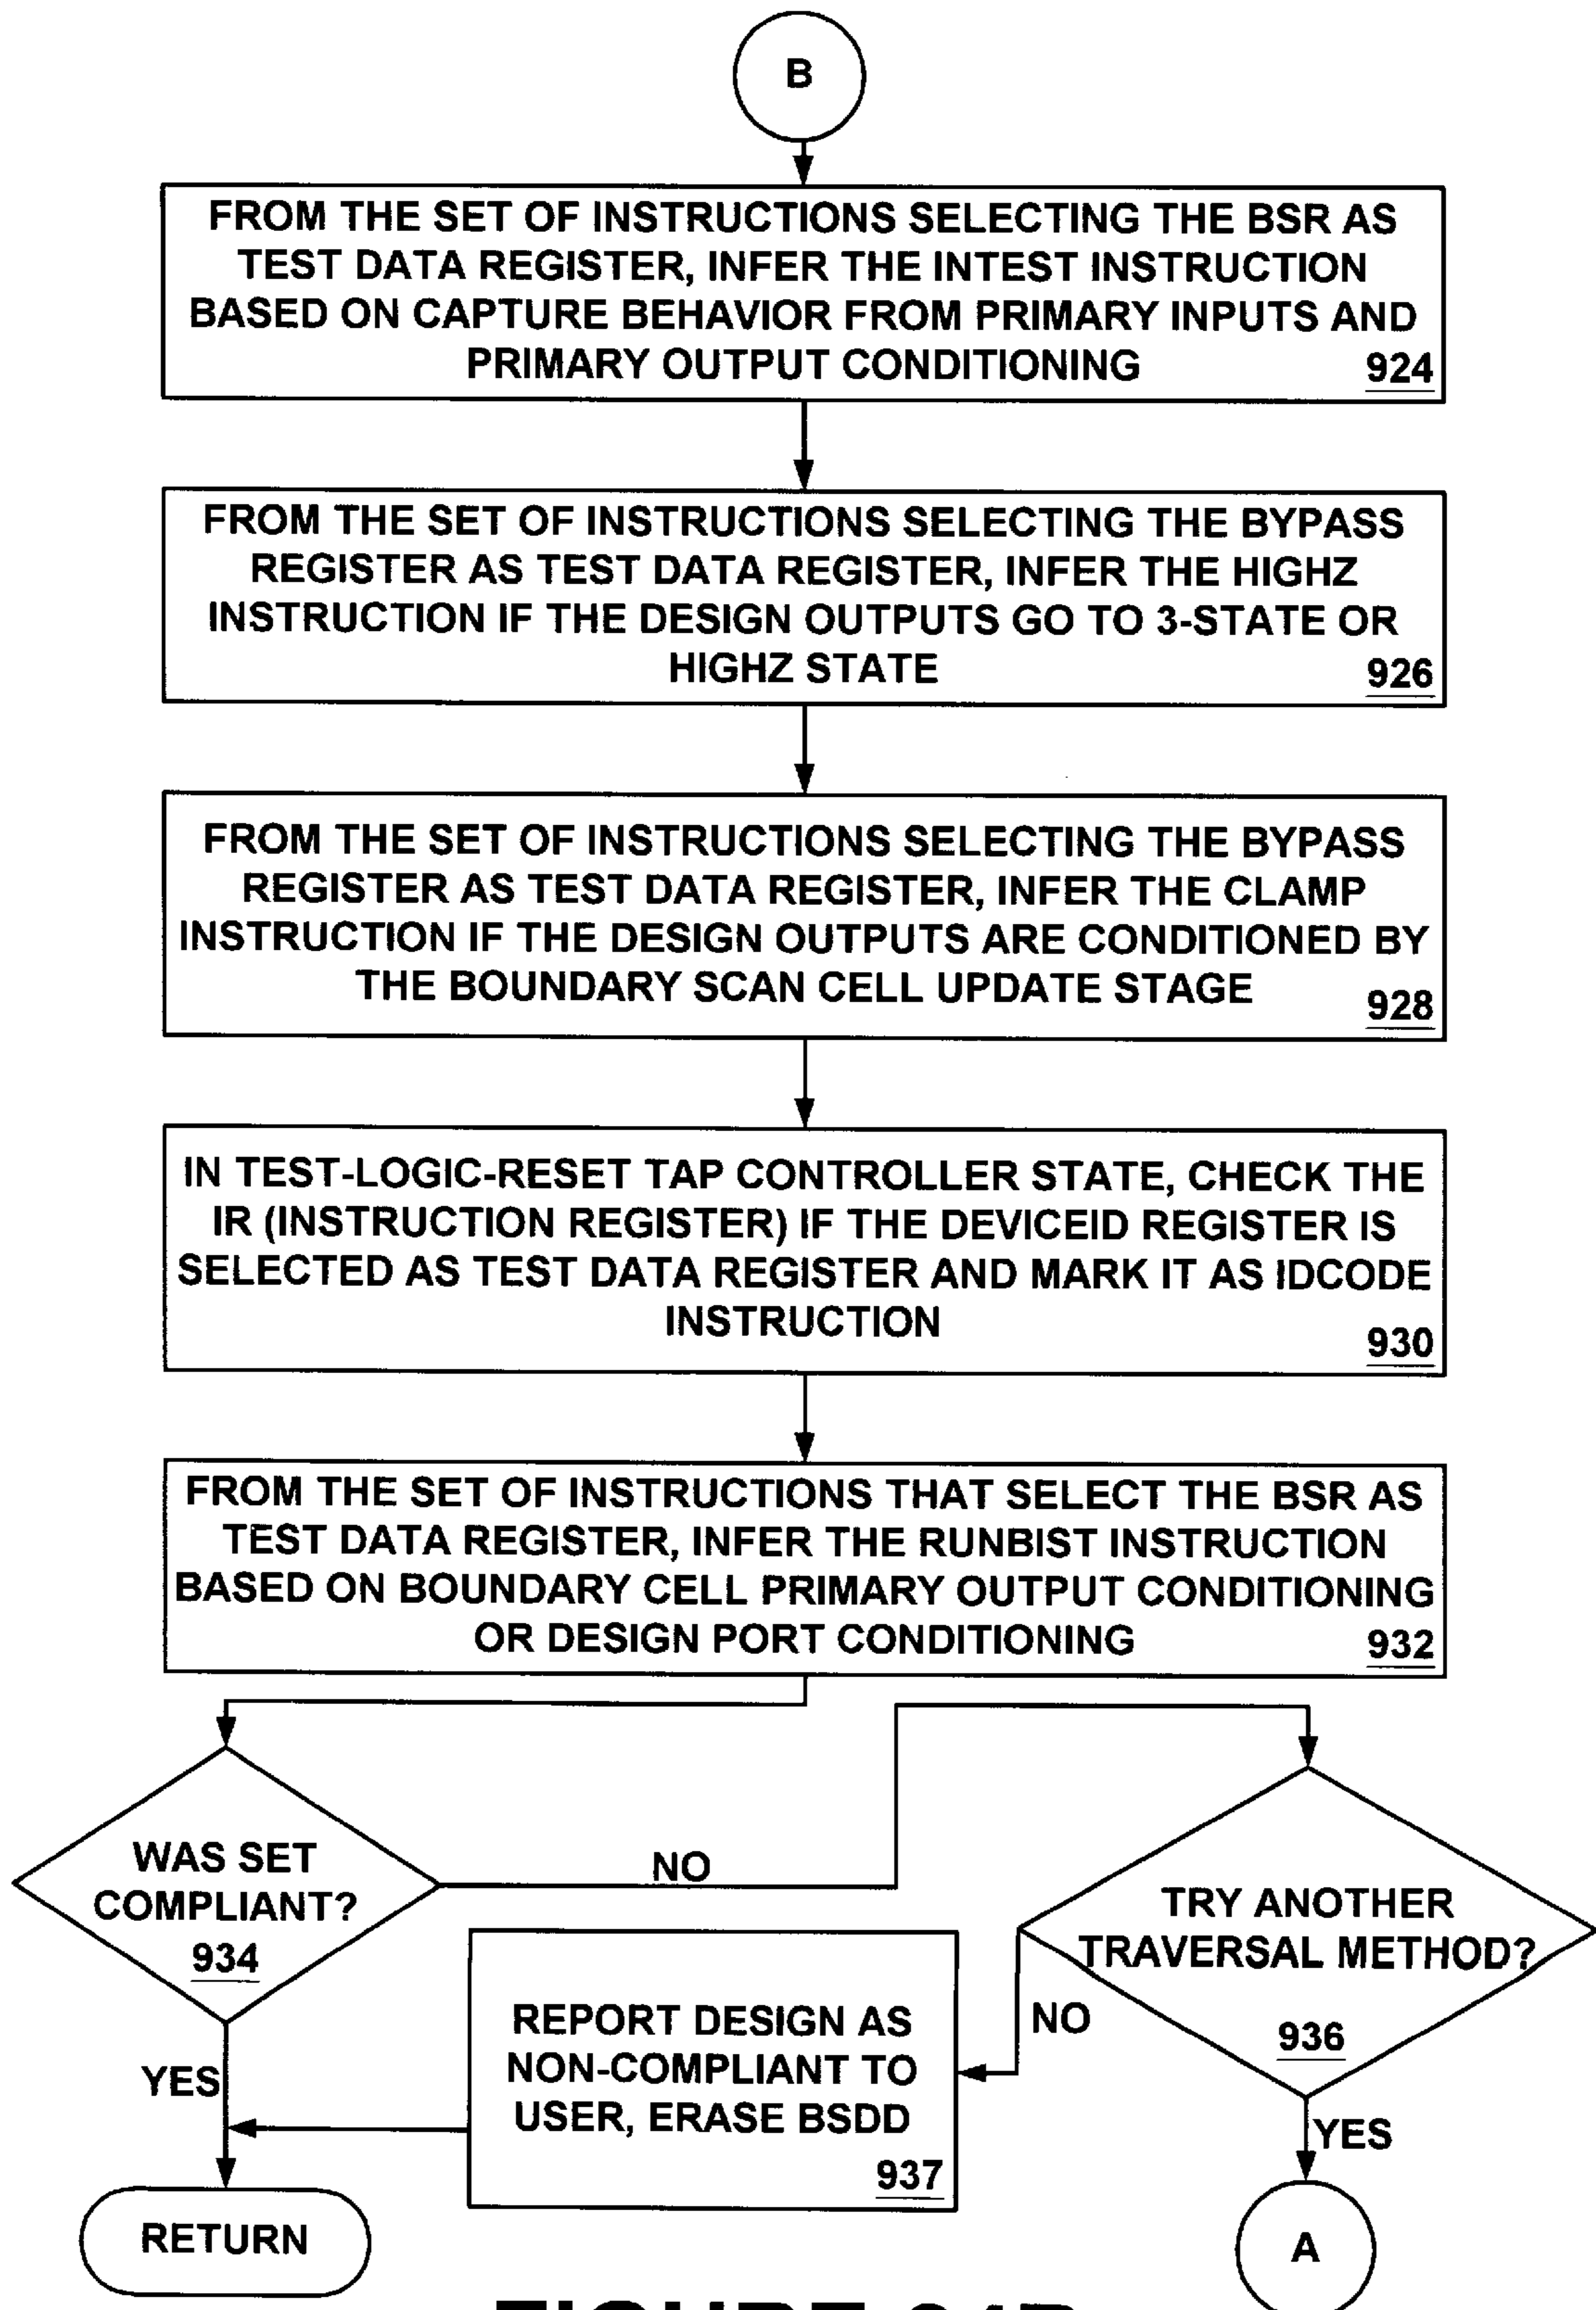 B
FROM THE SET OF INSTRUCTIONS SELECTING THE BSR AS
TEST DATA REGISTER, INFER THE INTEST INSTRUCTION
BASED ON CAPTURE BEHAVIOR FROM PRIMARY INPUTS AND
PRIMARY OUTPUT CONDITIONING
924
FROM THE SET OF INSTRUCTIONS SELECTING THE BYPASS
REGISTER AS TEST DATA REGISTER, INFER THE HIGHZ
INSTRUCTION IF THE DESIGN OUTPUTS GO TO 3-STATE OR
HIGHZ STATE
926
FROM THE SET OF INSTRUCTIONS SELECTING THE BYPASS
REGISTER AS TEST DATA REGISTER, INFER THE CLAMP
INSTRUCTION IF THE DESIGN OUTPUTS ARE CONDITIONED BY
THE BOUNDARY SCAN CELL UPDATE STAGE
928
IN TEST-LOGIC-RESET TAP CONTROLLER STATE, CHECK THE
IR (INSTRUCTION REGISTER) IF THE DEVICEID REGISTER IS
SELECTED AS TEST DATA REGISTER AND MARK IT AS IDCODE
INSTRUCTION
930
FROM THE SET OF INSTRUCTIONS THAT SELECT THE BSR AS
TEST DATA REGISTER, INFER THE RUNBIST INSTRUCTION
BASED ON BOUNDARY CELL PRIMARY OUTPUT CONDITIONING
OR DESIGN PORT CONDITIONING
932
WAS SET
COMPLIANT?
934
NO
YES
TRY ANOTHER
TRAVERSAL METHOD?
936
NO
YES
REPORT DESIGN AS
NON-COMPLIANT TO
USER, ERASE BSDD
937
RETURN
A